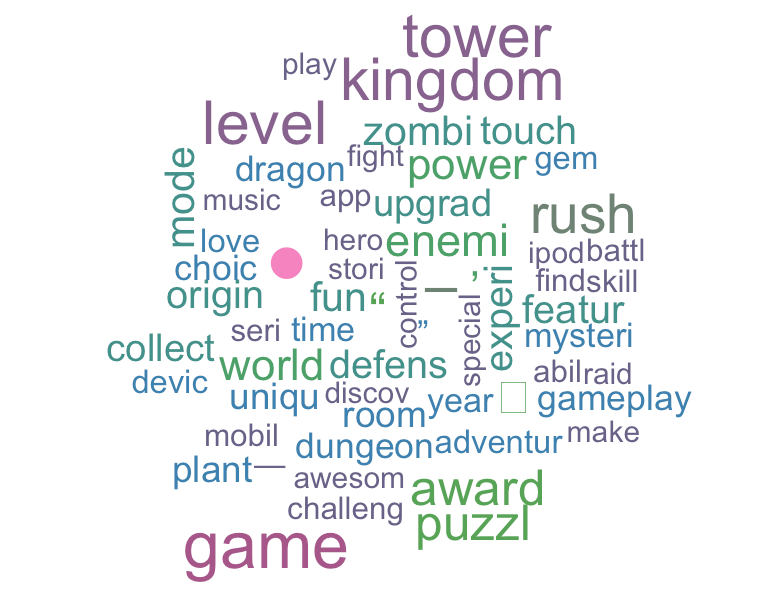 tower
play
kingdom
level
zombi touch
mode
dragon fight power gem
music app upgrad
rush
love hero enemi ipod battl
choic ● stori control — ’ experi find skill
origin fun “ ” special featur
seri time mysteri
collect world defens
devic uniqu discov abil raid
room year gameplay
mobil dungeon adventur make
plant —
awesom award
challeng puzzl
game